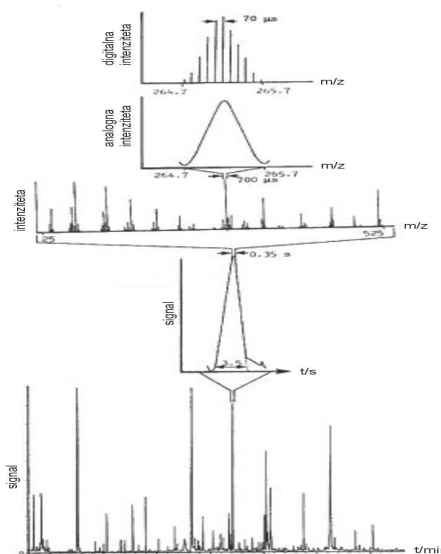 digitalna
intenziteta
70 µs
264.7
265.7
m/z
analogna
intenziteta
264.7
700 µs
265.7
m/z
intenziteta
25
525
m/z
0.35 s
signal
3.5
t/s
signal
t/mi